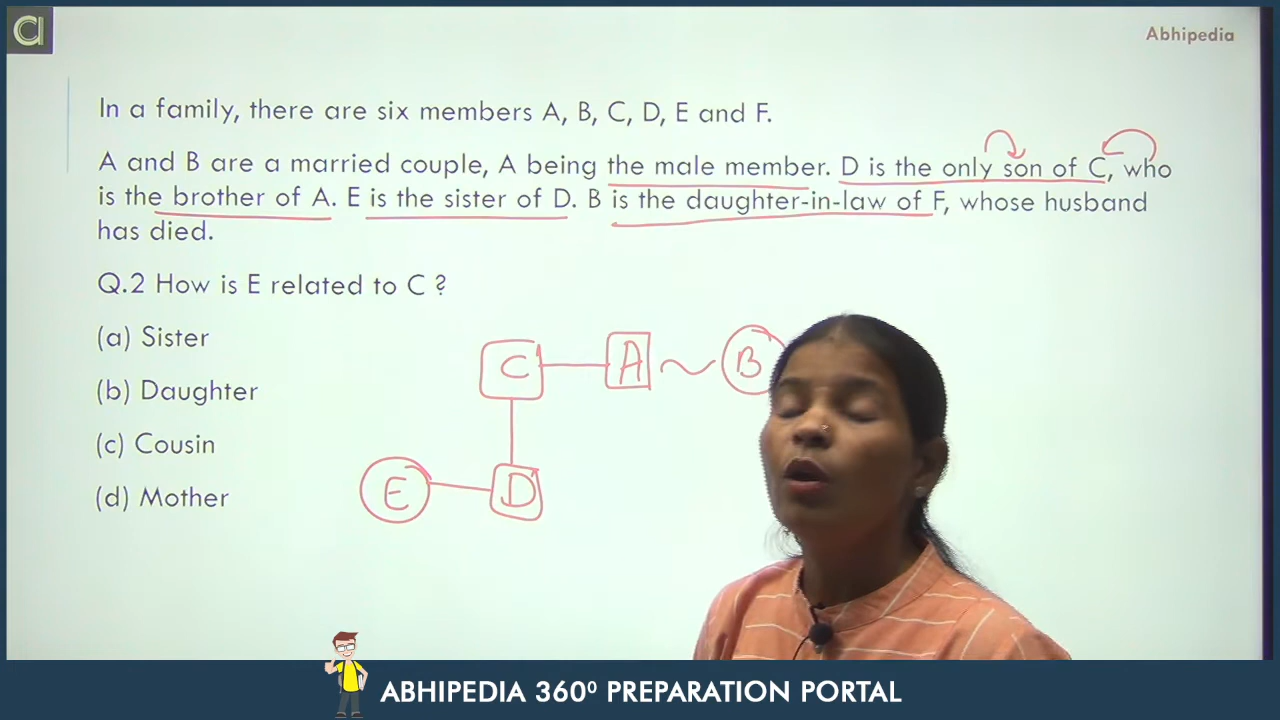 Abhipedia
In a family, there are six members A, B, C, D, E and F.
A and B are a married couple, A being the male member. D is the only son of C, who
is the brother of A. E is the sister of D. B is the daughter-in-law of F, whose husband
has died.
Q.2 How is E related to C ?
(a) Sister
(b) Daughter
(c) Cousin
(d) Mother
C A B
E D
ABHIPEDIA 360⁰ PREPARATION PORTAL